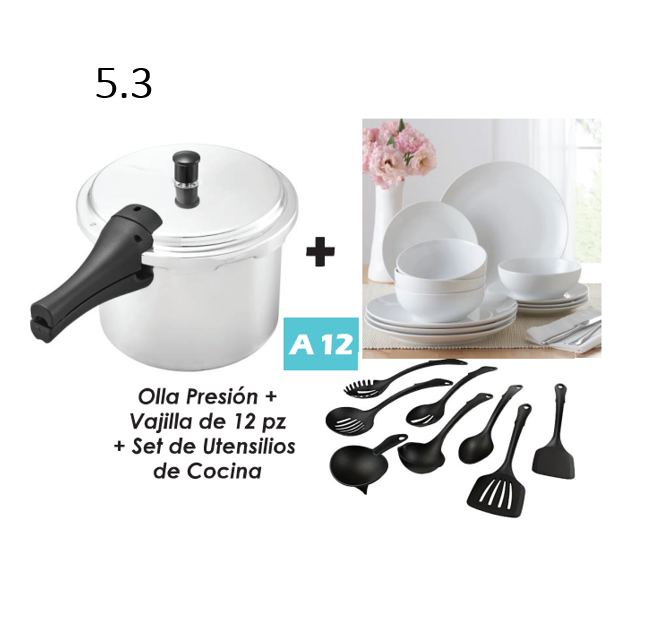 5.3
+
A 12
Olla Presión +
Vajilla de 12 pz
+ Set de Utensilios
de Cocina